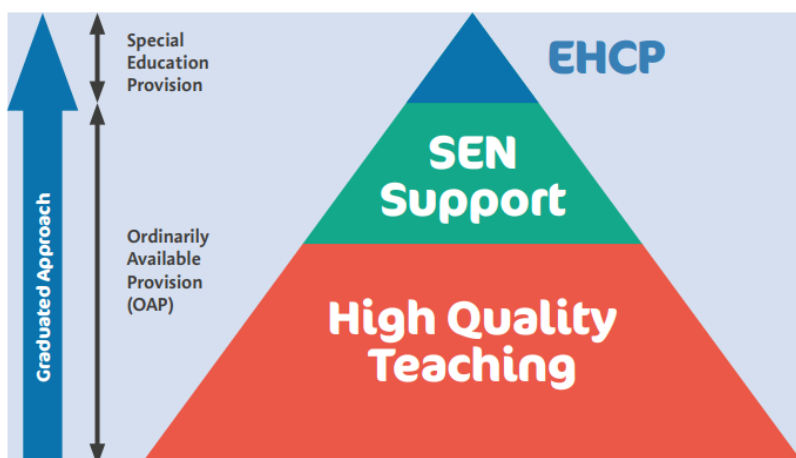 Graduated Approach
Special
Education
Provision
Ordinarily
Available
Provision
(OAP)
EHCP
SEN
Support
High Quality
Teaching